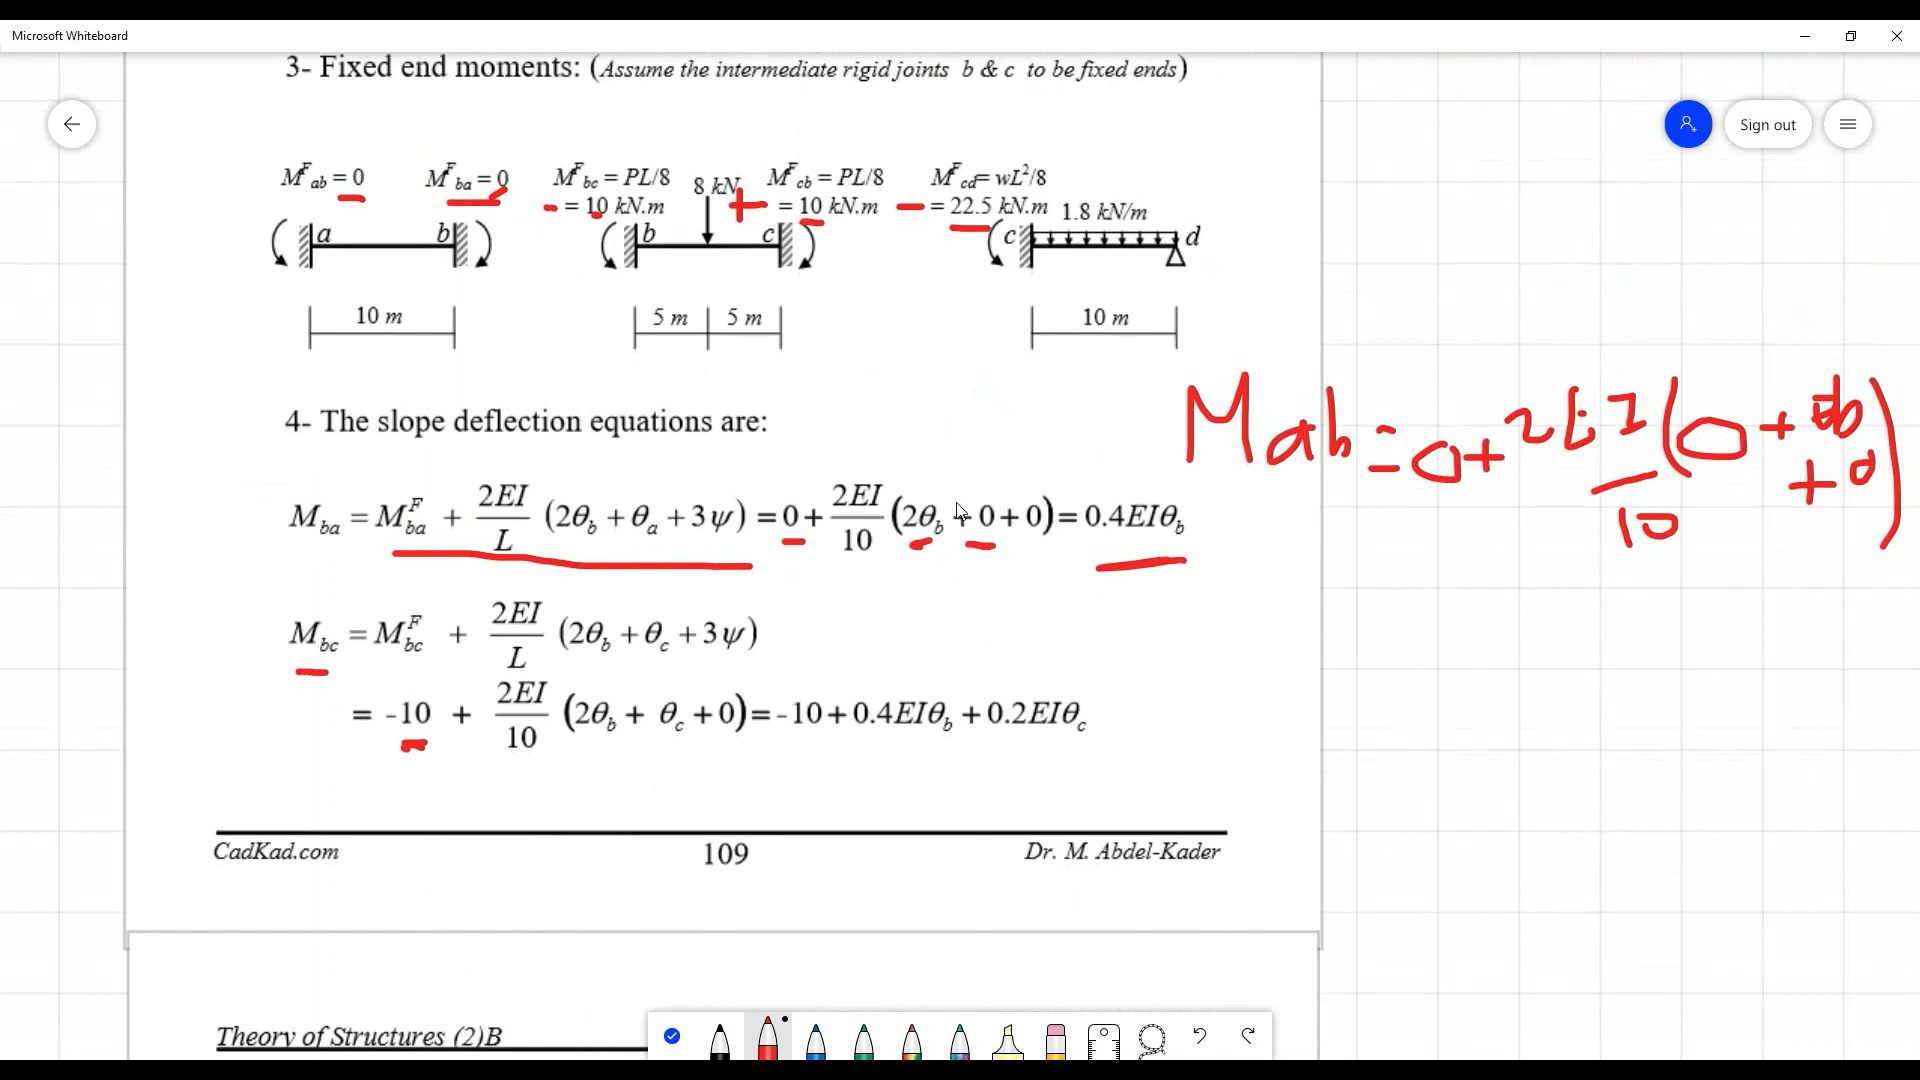 Microsoft Whiteboard
Sign out
3- Fixed end moments: (Assume the intermediate rigid joints b & c to be fixed ends)
M^F_ab = 0
M^F_ba = 0
M^F_bc = PL/8
= 10 kN.m
8 kN
M^F_cb = PL/8
= 10 kN.m
M^F_cd = wL²/8
= 22.5 kN.m
1.8 kN/m
a b
b c
c d
10 m
5 m 5 m
10 m
4- The slope deflection equations are:
Mab = 0 + 2EI/10 (0 + θb + 0)
M_ba = M^F_ba + 2EI/L (2θ_b + θ_a + 3ψ) = 0 + 2EI/10 (2θ_b + 0 + 0) = 0.4EIθ_b
M_bc = M^F_bc + 2EI/L (2θ_b + θ_c + 3ψ)
= -10 + 2EI/10 (2θ_b + θ_c + 0) = -10 + 0.4EIθ_b + 0.2EIθ_c
CadKad.com 109 Dr. M. Abdel-Kader
Theory of Structures (2)B